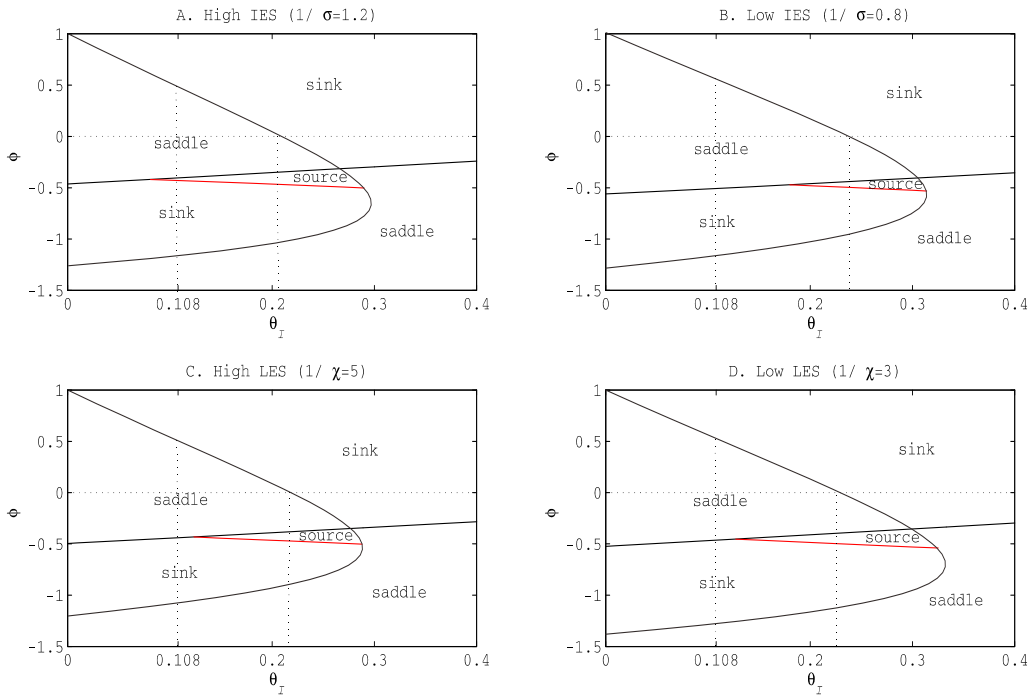 A. High IES (1/ σ=1.2)
1
0.5
0
-0.5
-1
-1.5
ϕ
sink
saddle
source
sink
saddle
0
0.108
0.2
0.3
0.4
θ_I
B. Low IES (1/ σ=0.8)
1
0.5
0
-0.5
-1
-1.5
ϕ
sink
saddle
source
sink
saddle
0
0.108
0.2
0.3
0.4
θ_I
C. High LES (1/ χ=5)
1
0.5
0
-0.5
-1
-1.5
ϕ
sink
saddle
source
sink
saddle
0
0.108
0.2
0.3
0.4
θ_I
D. Low LES (1/ χ=3)
1
0.5
0
-0.5
-1
-1.5
ϕ
sink
saddle
source
sink
saddle
0
0.108
0.2
0.3
0.4
θ_I